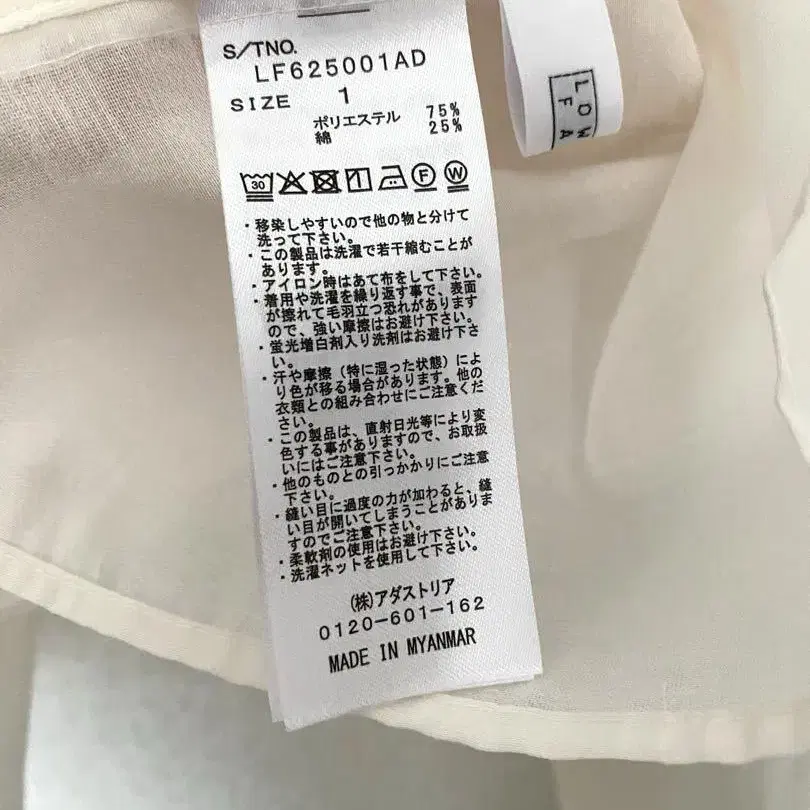 S/TNO.
LF625001AD
SIZE 1
ポリエステル 75%
綿 25%
30 F W
・移染しやすいので他の物と分けて
洗って下さい。
・この製品は洗濯で若干縮むことが
あります。
・アイロン時はあて布をして下さい。
・着用や洗濯を繰り返す事で、表面
が擦れて毛羽立つ恐れがあります
ので、強い摩擦はお避け下さい。
・蛍光増白剤入り洗剤はお避け下さ
い。
・汗や摩擦（特に湿った状態）によ
り色が移る場合があります。他の
衣類との組み合わせにご注意くだ
さい。
・この製品は、直射日光等により変
色する事がありますので、お取扱
いにはご注意下さい。
・他のものとの引っかかりにご注意
下さい。
・縫い目に過度の力が加わると、縫
い目が開いてしまうことがありま
すのでご注意下さい。
・柔軟剤の使用はお避け下さい。
・洗濯ネットを使用して下さい。
(株)アダストリア
0120-601-162
MADE IN MYANMAR
LOW
FA